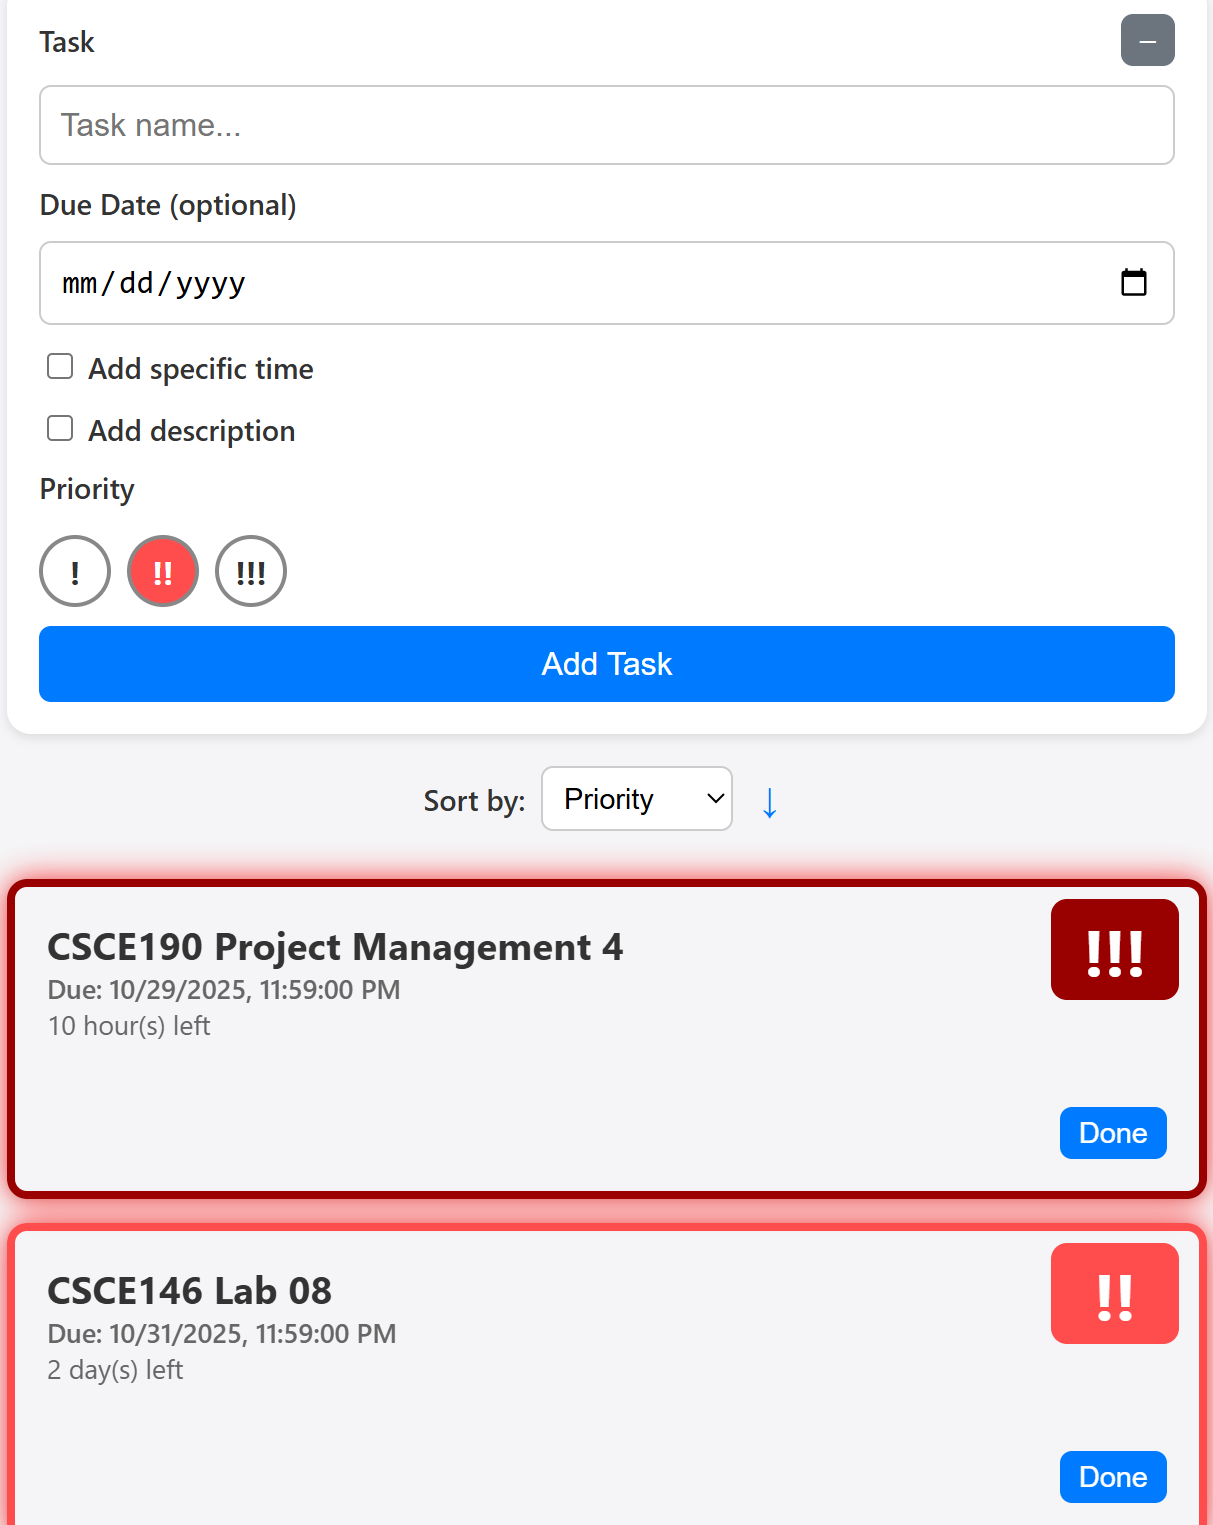 Task
–
Task name...
Due Date (optional)
mm/dd/yyyy
Add specific time
Add description
Priority
! !! !!!
Add Task
Sort by: Priority ↓
CSCE190 Project Management 4
!!!
Due: 10/29/2025, 11:59:00 PM
10 hour(s) left
Done
CSCE146 Lab 08
!!
Due: 10/31/2025, 11:59:00 PM
2 day(s) left
Done